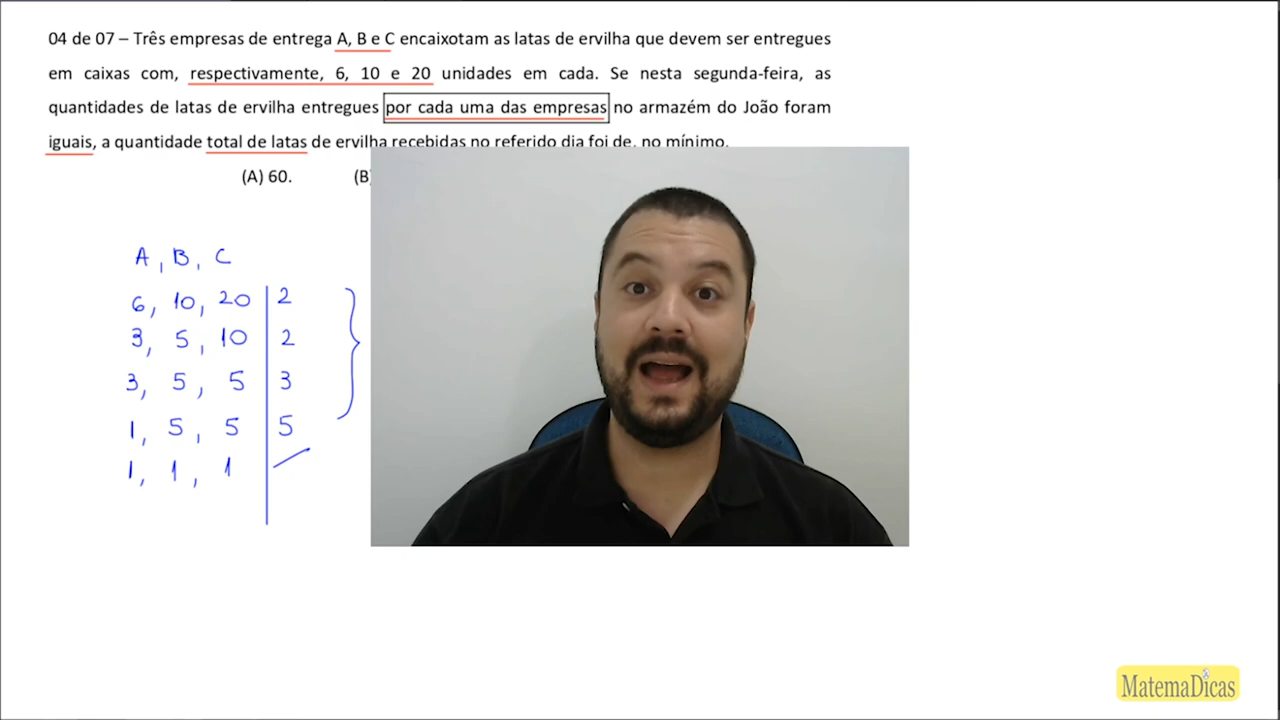 04 de 07 – Três empresas de entrega A, B e C encaixotam as latas de ervilha que devem ser entregues
em caixas com, respectivamente, 6, 10 e 20 unidades em cada. Se nesta segunda-feira, as
quantidades de latas de ervilha entregues por cada uma das empresas no armazém do João foram
iguais, a quantidade total de latas de ervilha recebidas no referido dia foi de, no mínimo,
(A) 60. (B)
A, B, C
6, 10, 20 | 2
3, 5, 10 | 2
3, 5, 5 | 3
1, 5, 5 | 5
1, 1, 1
MatemaDicas